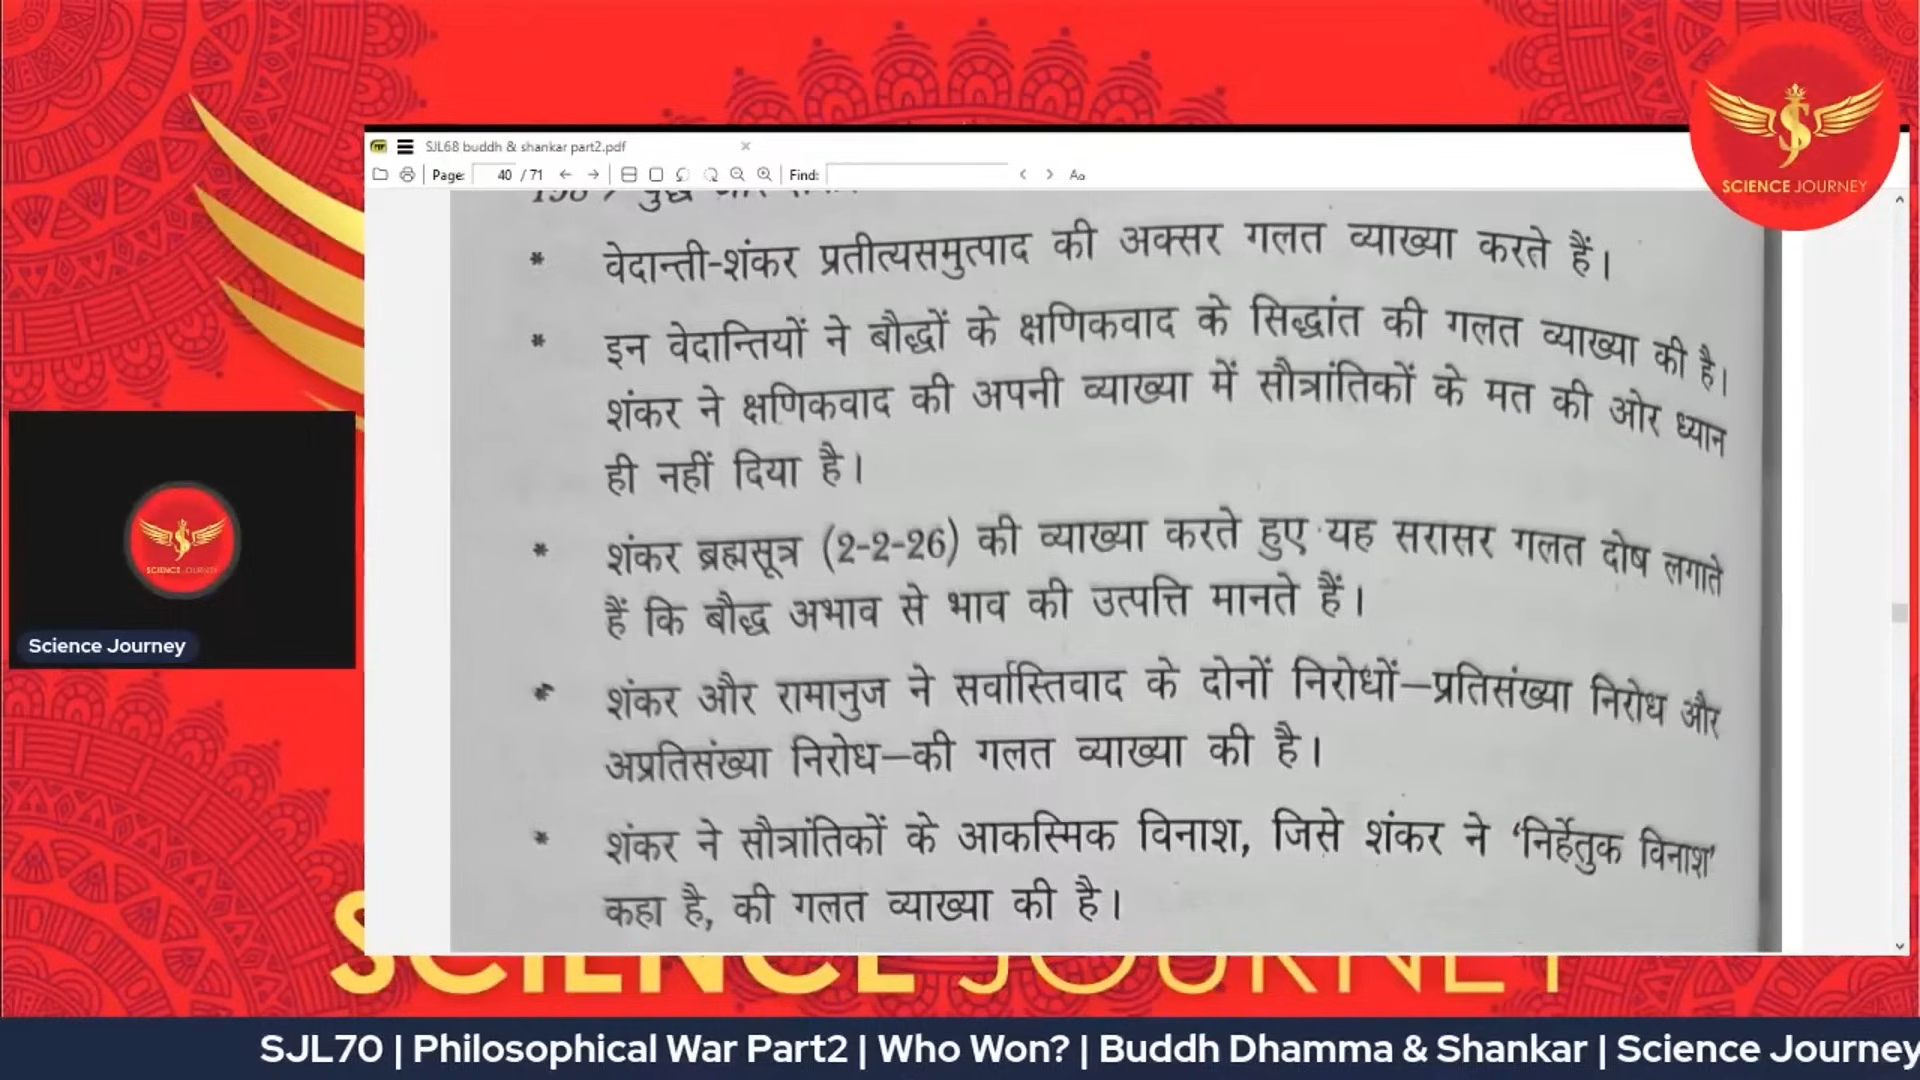 SCIENCE JOURNEY
SJL68 buddh & shankar part2.pdf
Page: 40 / 71 Find: Aa
* वेदान्ती-शंकर प्रतीत्यसमुत्पाद की अक्सर गलत व्याख्या करते हैं।
* इन वेदान्तियों ने बौद्धों के क्षणिकवाद के सिद्धांत की गलत व्याख्या की है।
शंकर ने क्षणिकवाद की अपनी व्याख्या में सौत्रांतिकों के मत की ओर ध्यान
ही नहीं दिया है।
* शंकर ब्रह्मसूत्र (2-2-26) की व्याख्या करते हुए यह सरासर गलत दोष लगाते
हैं कि बौद्ध अभाव से भाव की उत्पत्ति मानते हैं।
* शंकर और रामानुज ने सर्वास्तिवाद के दोनों निरोधों—प्रतिसंख्या निरोध और
अप्रतिसंख्या निरोध—की गलत व्याख्या की है।
* शंकर ने सौत्रांतिकों के आकस्मिक विनाश, जिसे शंकर ने ‘निर्हेतुक विनाश’
कहा है, की गलत व्याख्या की है।
SCIENCE JOURNEY
Science Journey
SCIENCE JOURNEY
SJL70 | Philosophical War Part2 | Who Won? | Buddh Dhamma & Shankar | Science Journey